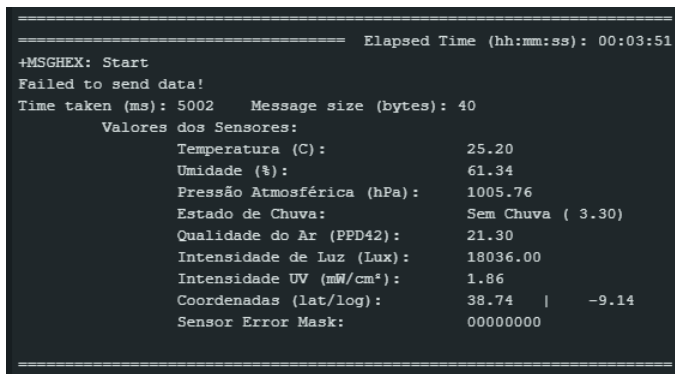 ================================================================================
======================================== Elapsed Time (hh:mm:ss): 00:03:51
+MSGHEX: Start
Failed to send data!
Time taken (ms): 5002    Message size (bytes): 40
Valores dos Sensores:
Temperatura (C): 25.20
Umidade (%): 61.34
Pressão Atmosférica (hPa): 1005.76
Estado de Chuva: Sem Chuva ( 3.30)
Qualidade do Ar (PPD42): 21.30
Intensidade de Luz (Lux): 18036.00
Intensidade UV (mW/cm²): 1.86
Coordenadas (lat/log): 38.74 | -9.14
Sensor Error Mask: 00000000
================================================================================